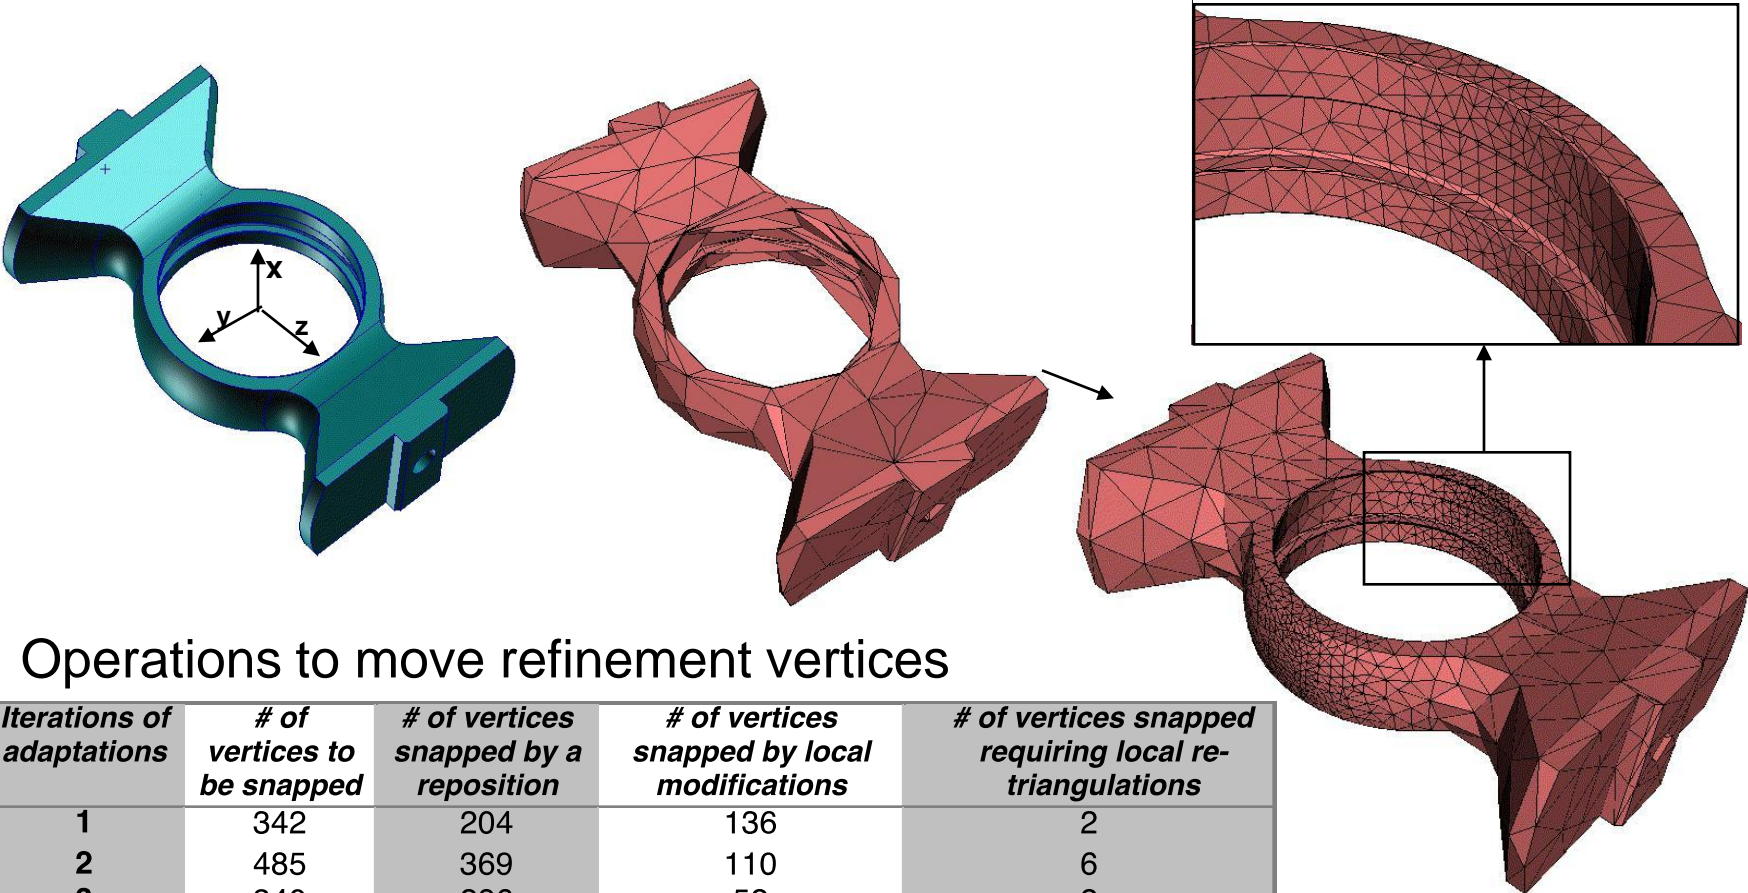 x
y
z
Operations to move refinement vertices
Iterations of adaptations
# of vertices to be snapped
# of vertices snapped by a reposition
# of vertices snapped by local modifications
# of vertices snapped requiring local re-triangulations
1 342 204 136 2
2 485 369 110 6